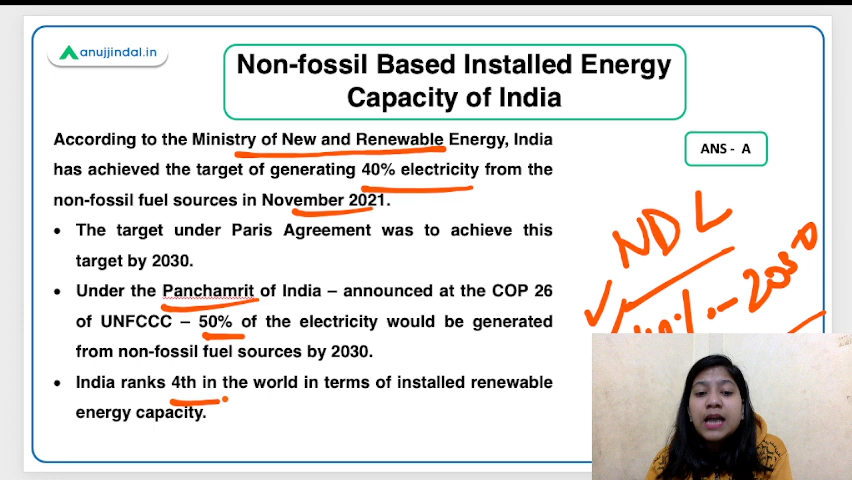 anujjindal.in
Non-fossil Based Installed Energy
Capacity of India
According to the Ministry of New and Renewable Energy, India
has achieved the target of generating 40% electricity from the
non-fossil fuel sources in November 2021.
ANS - A
• The target under Paris Agreement was to achieve this
target by 2030.
• Under the Panchamrit of India – announced at the COP 26
of UNFCCC – 50% of the electricity would be generated
from non-fossil fuel sources by 2030.
• India ranks 4th in the world in terms of installed renewable
energy capacity.
NDL
2030